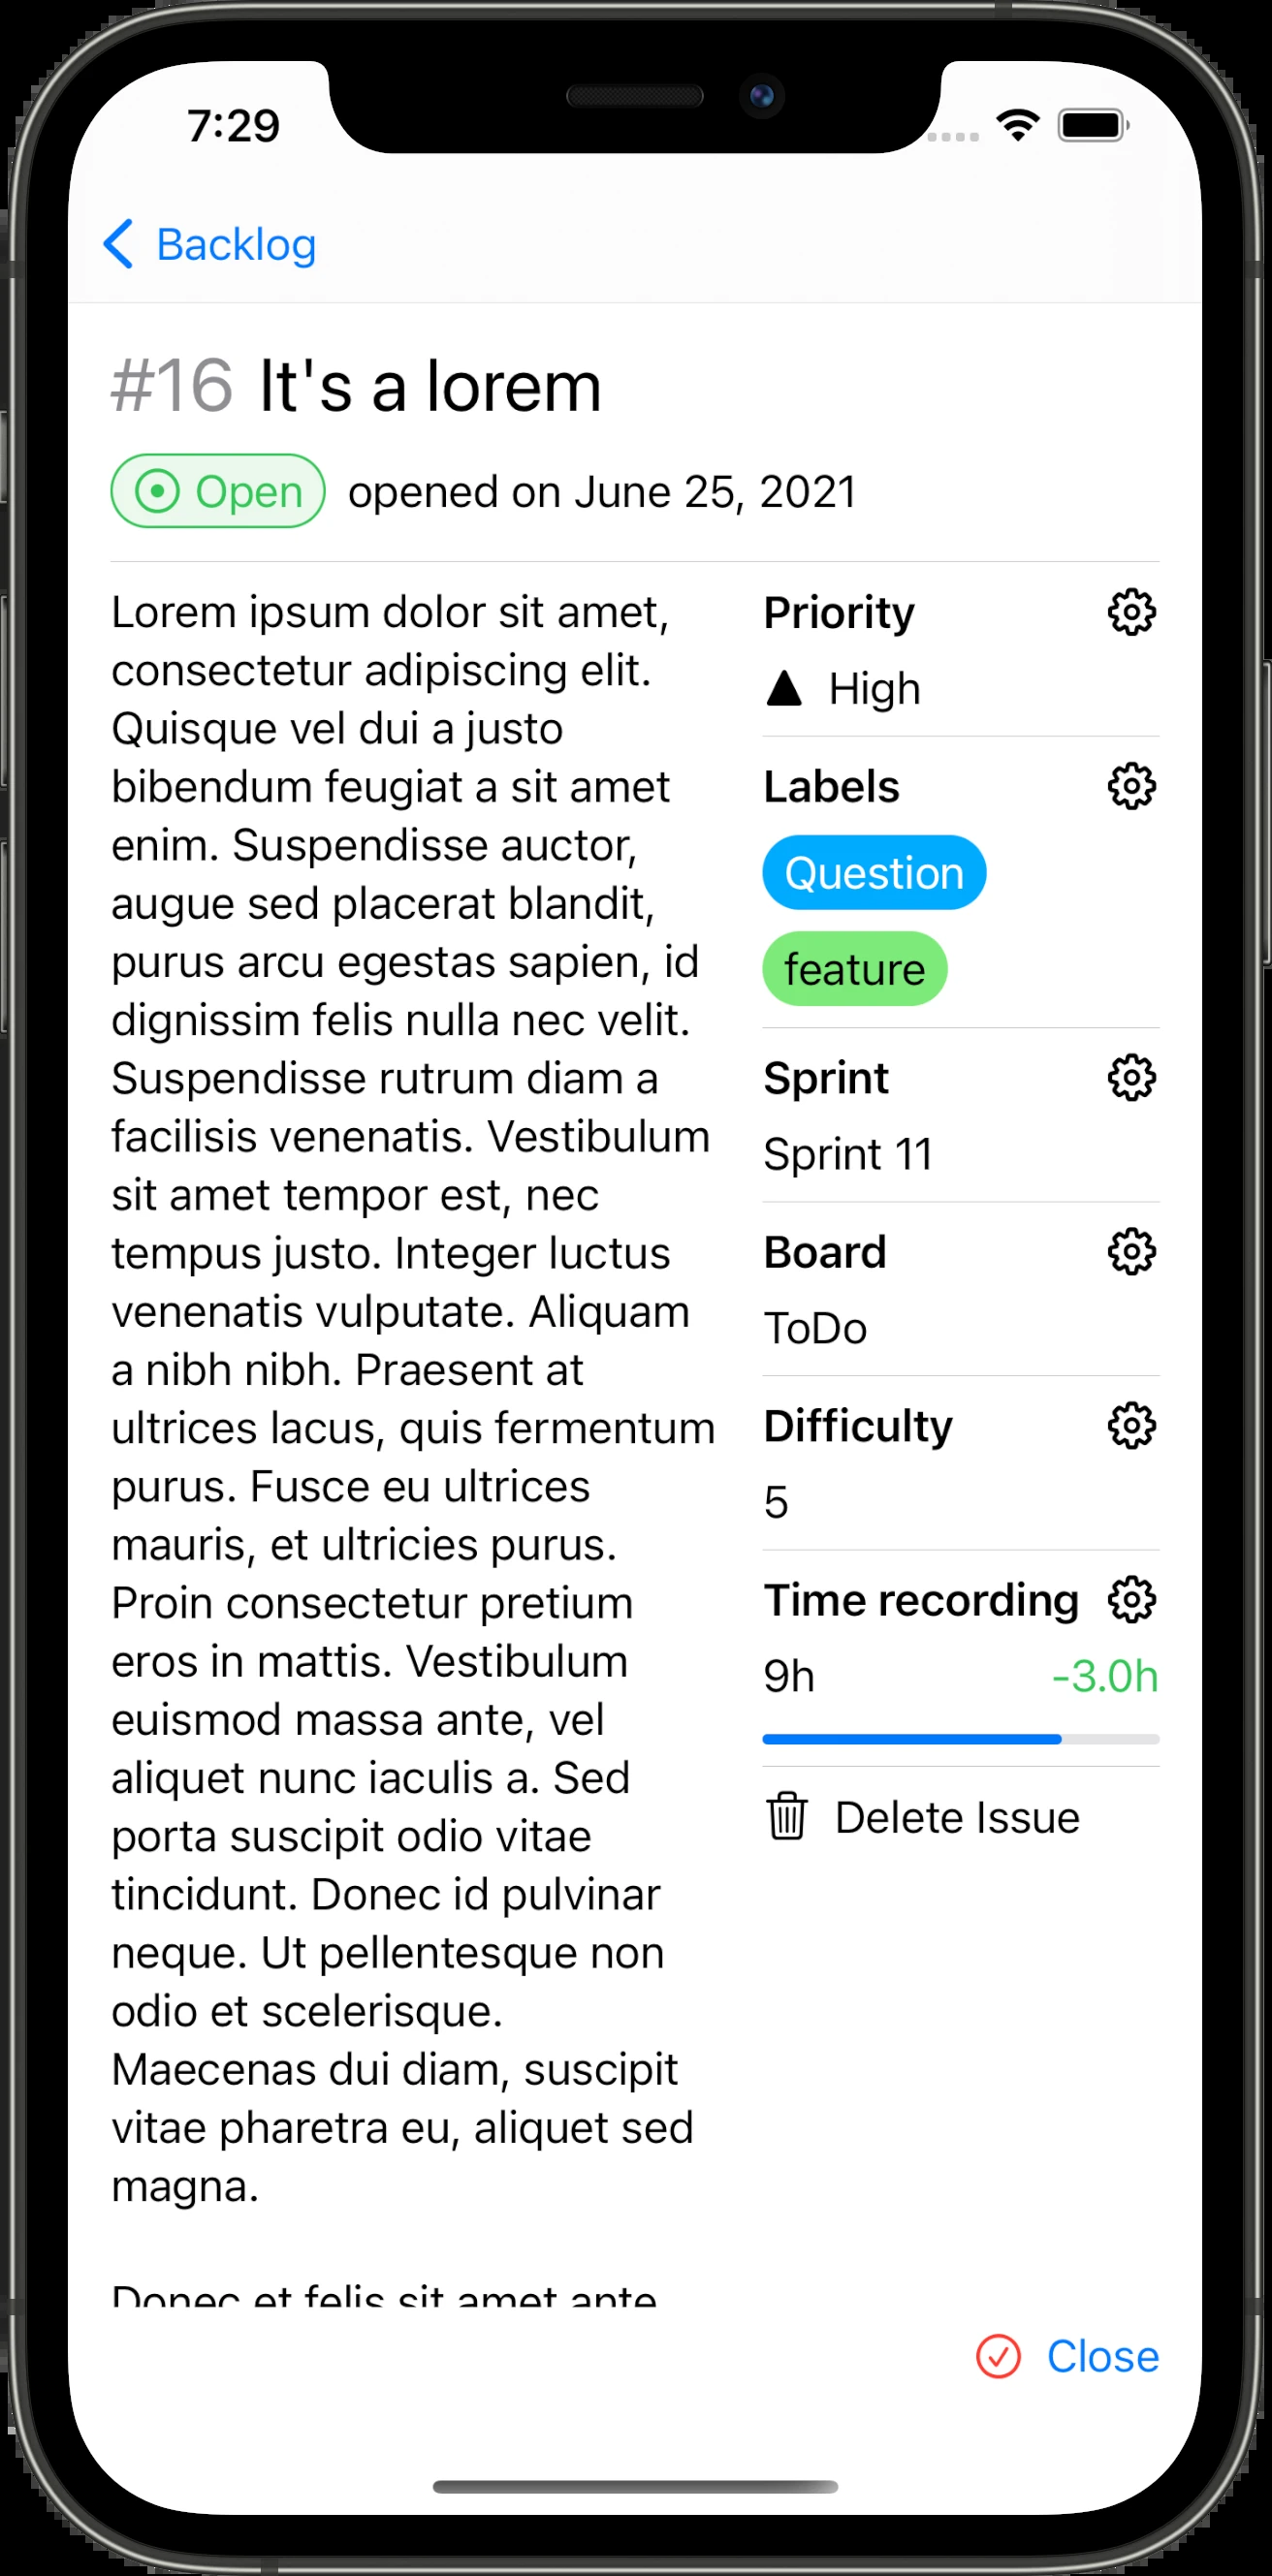 7:29
Backlog
#16 It's a lorem
Open opened on June 25, 2021
Lorem ipsum dolor sit amet,
consectetur adipiscing elit.
Quisque vel dui a justo
bibendum feugiat a sit amet
enim. Suspendisse auctor,
augue sed placerat blandit,
purus arcu egestas sapien, id
dignissim felis nulla nec velit.
Suspendisse rutrum diam a
facilisis venenatis. Vestibulum
sit amet tempor est, nec
tempus justo. Integer luctus
venenatis vulputate. Aliquam
a nibh nibh. Praesent at
ultrices lacus, quis fermentum
purus. Fusce eu ultrices
mauris, et ultricies purus.
Proin consectetur pretium
eros in mattis. Vestibulum
euismod massa ante, vel
aliquet nunc iaculis a. Sed
porta suscipit odio vitae
tincidunt. Donec id pulvinar
neque. Ut pellentesque non
odio et scelerisque.
Maecenas dui diam, suscipit
vitae pharetra eu, aliquet sed
magna.
Donec et felis sit amet ante
Priority
High
Labels
Question
feature
Sprint
Sprint 11
Board
ToDo
Difficulty
5
Time recording
9h -3.0h
Delete Issue
Close